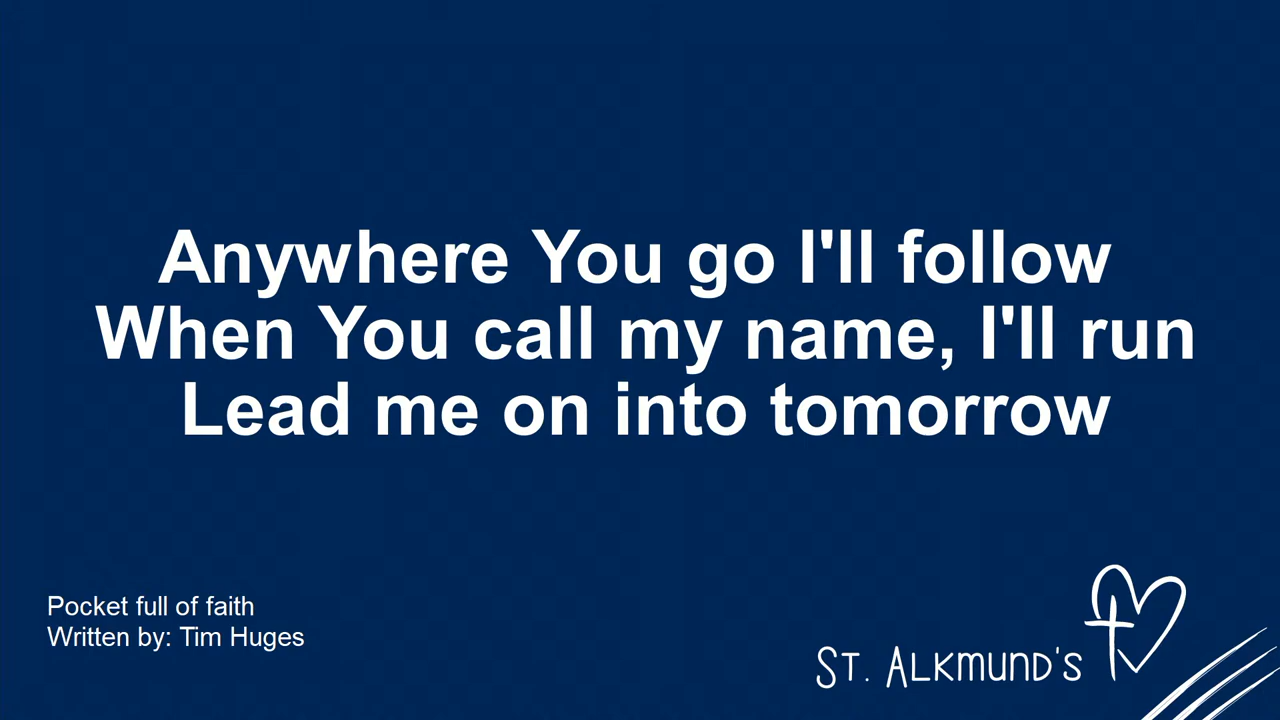 Anywhere You go I'll follow
When You call my name, I'll run
Lead me on into tomorrow
Pocket full of faith
Written by: Tim Huges
St. Alkmund's